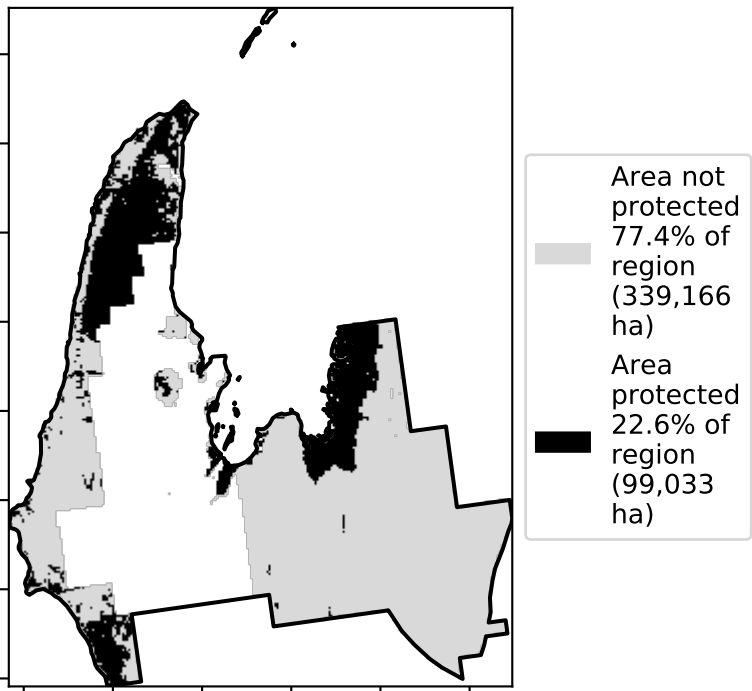 Area not
protected
77.4% of
region
(339,166
ha)
Area
protected
22.6% of
region
(99,033
ha)